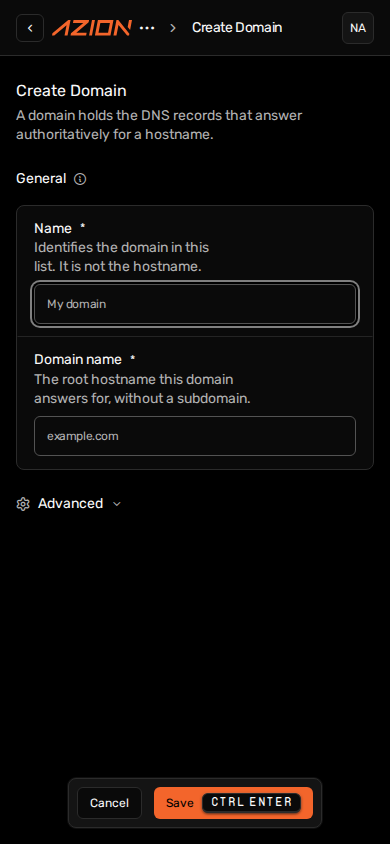 AZION ••• > Create Domain NA
Create Domain
A domain holds the DNS records that answer
authoritatively for a hostname.
General
Name *
Identifies the domain in this
list. It is not the hostname.
My domain
Domain name *
The root hostname this domain
answers for, without a subdomain.
example.com
Advanced
Cancel Save CTRL ENTER